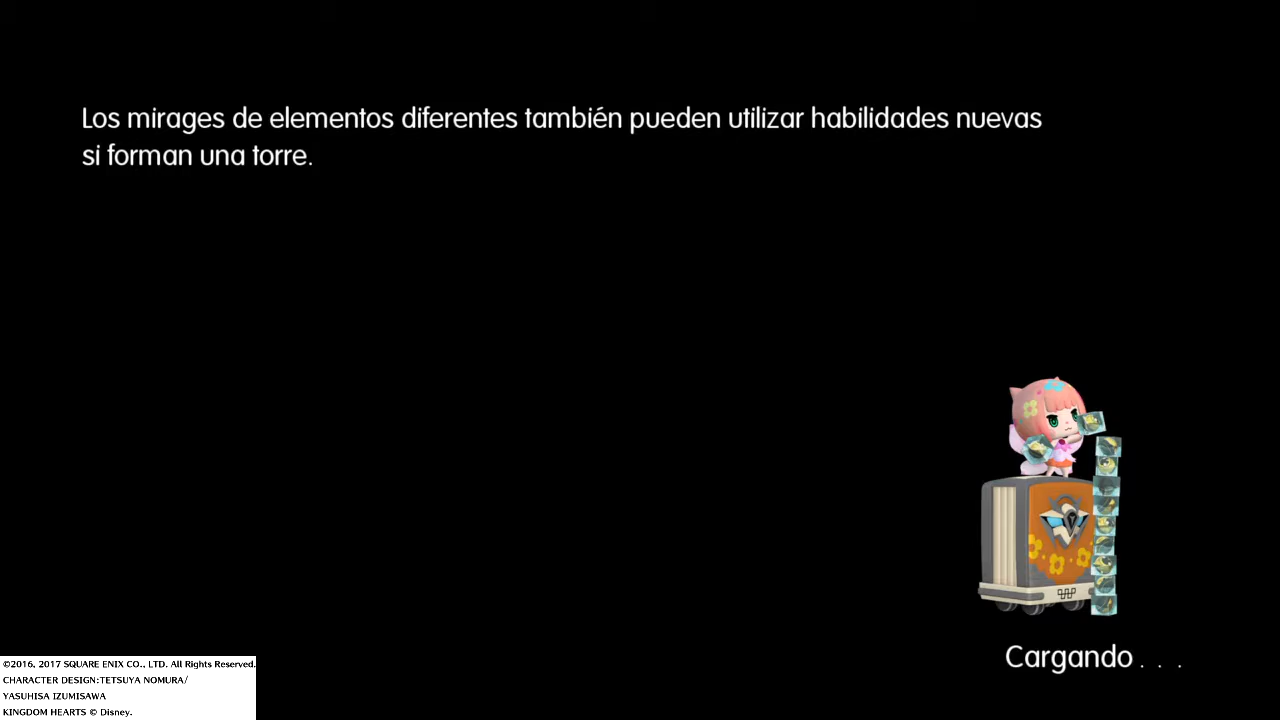 Los mirages de elementos diferentes también pueden utilizar habilidades nuevas
si forman una torre.
Cargando . . .
©2016, 2017 SQUARE ENIX CO., LTD. All Rights Reserved.
CHARACTER DESIGN:TETSUYA NOMURA/
YASUHISA IZUMISAWA
KINGDOM HEARTS © Disney.